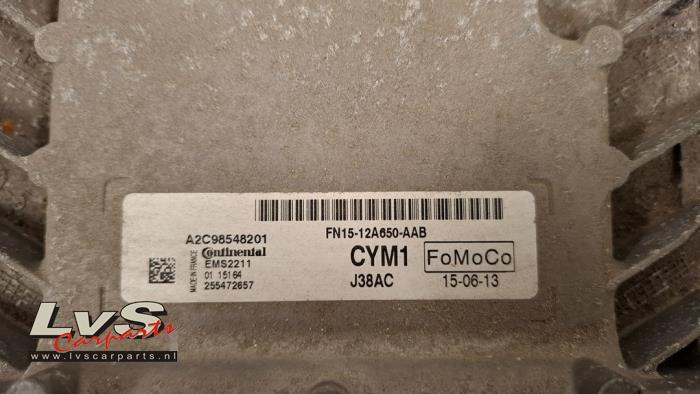 FN15-12A650-AAB
A2C98548201
Continental
EMS2211
01 15164
255472657
MADE IN FRANCE
CYM1
J38AC
FoMoCo
15-06-13
LvS
Carparts
www.lvscarparts.nl